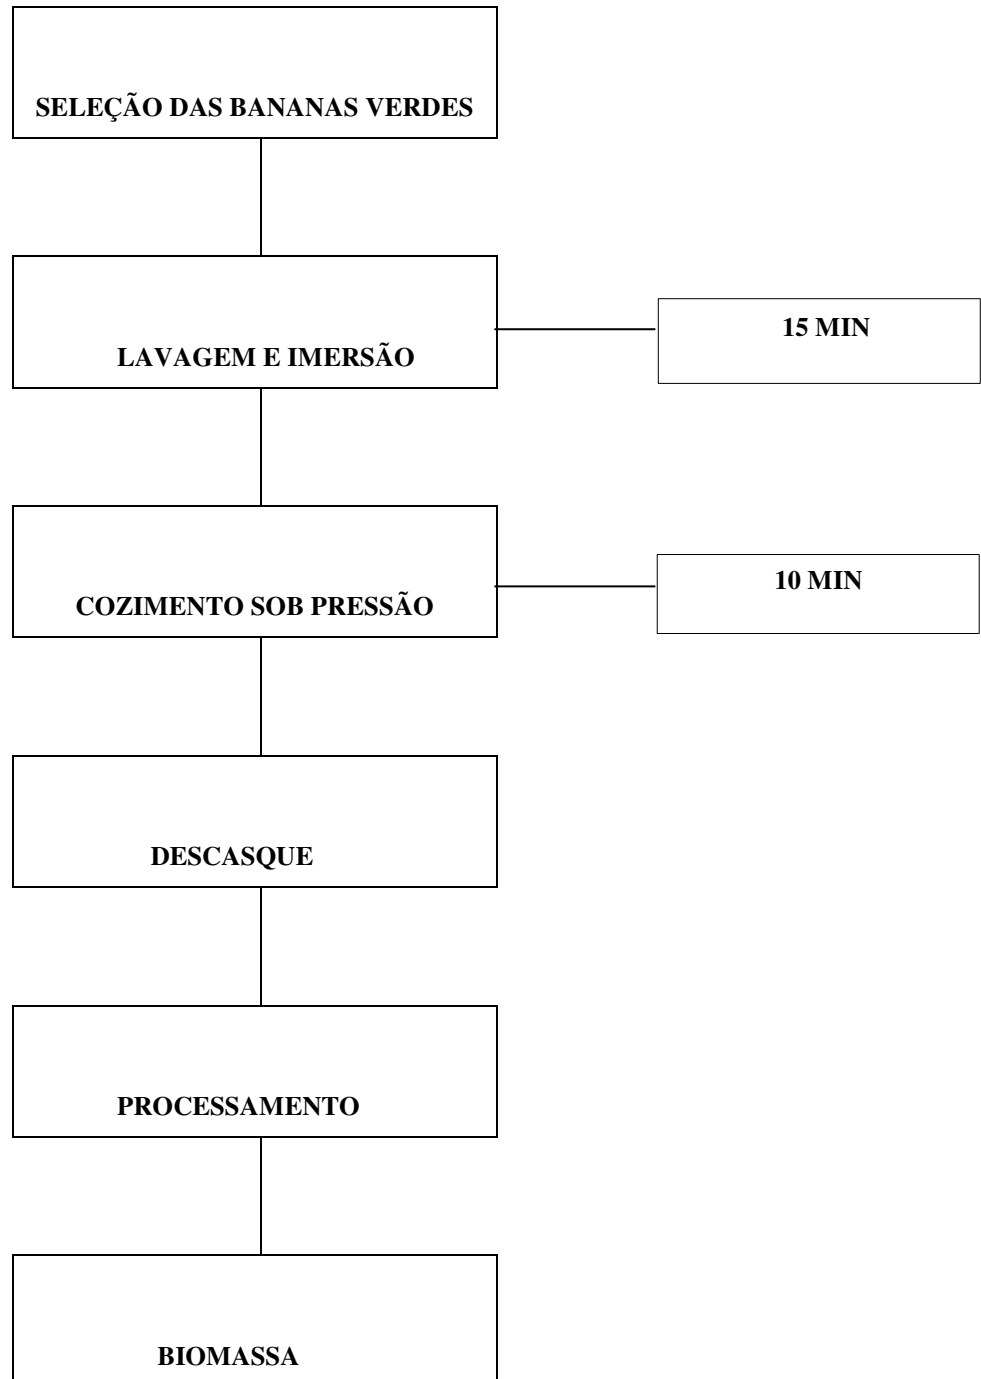 SELEÇÃO DAS BANANAS VERDES
LAVAGEM E IMERSÃO
15 MIN
COZIMENTO SOB PRESSÃO
10 MIN
DESCASQUE
PROCESSAMENTO
BIOMASSA